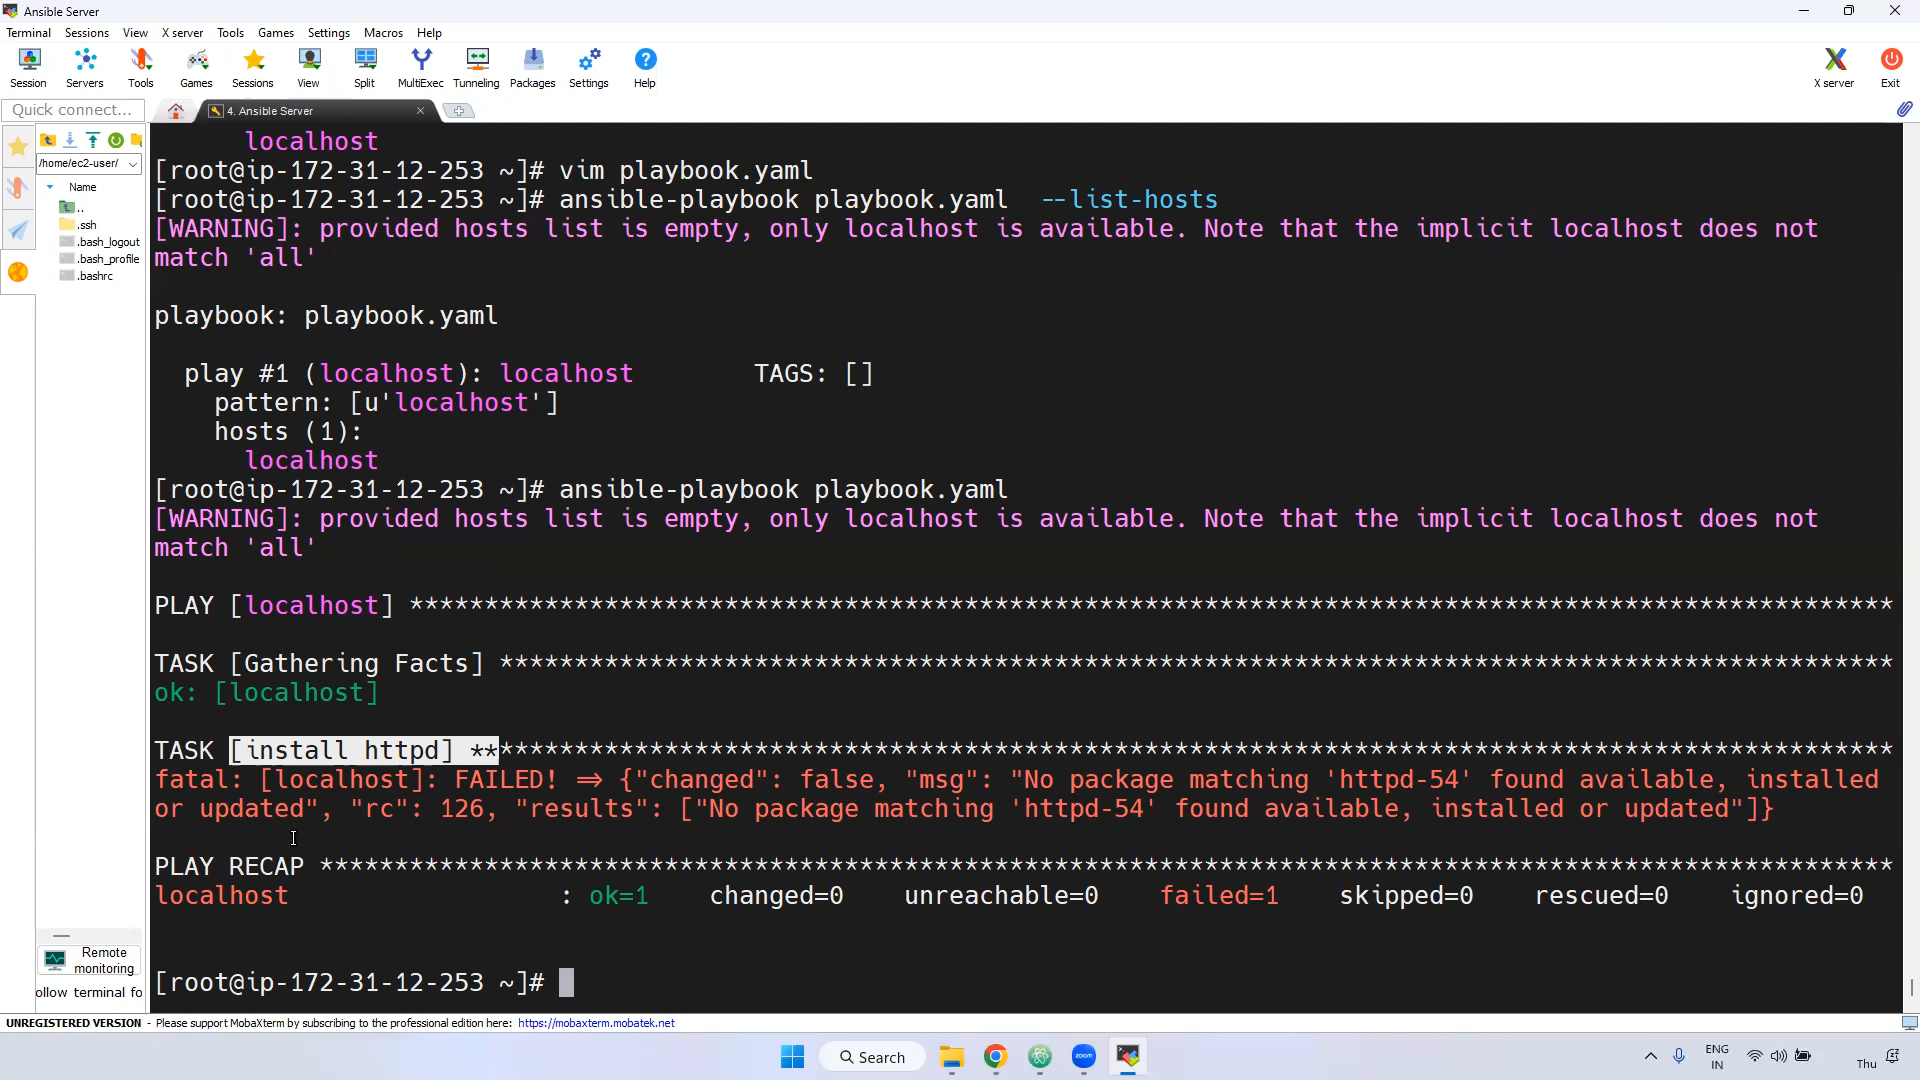 Ansible Server
Terminal Sessions View X server Tools Games Settings Macros Help
Session Servers Tools Games Sessions View Split MultiExec Tunneling Packages Settings Help X server Exit
Quick connect... 4. Ansible Server
/home/ec2-user/
Name
..
.ssh
.bash_logout
.bash_profile
.bashrc
localhost
[root@ip-172-31-12-253 ~]# vim playbook.yaml
[root@ip-172-31-12-253 ~]# ansible-playbook playbook.yaml  --list-hosts
[WARNING]: provided hosts list is empty, only localhost is available. Note that the implicit localhost does not
match 'all'
playbook: playbook.yaml
play #1 (localhost): localhost        TAGS: []
pattern: [u'localhost']
hosts (1):
localhost
[root@ip-172-31-12-253 ~]# ansible-playbook playbook.yaml
[WARNING]: provided hosts list is empty, only localhost is available. Note that the implicit localhost does not
match 'all'
PLAY [localhost] ***************************************************************************************************
TASK [Gathering Facts] *********************************************************************************************
ok: [localhost]
TASK [install httpd] ***********************************************************************************************
fatal: [localhost]: FAILED! => {"changed": false, "msg": "No package matching 'httpd-54' found available, installed
or updated", "rc": 126, "results": ["No package matching 'httpd-54' found available, installed or updated"]}
PLAY RECAP *********************************************************************************************************
localhost                  : ok=1    changed=0    unreachable=0    failed=1    skipped=0    rescued=0    ignored=0
[root@ip-172-31-12-253 ~]#
Remote
monitoring
ollow terminal fo
UNREGISTERED VERSION - Please support MobaXterm by subscribing to the professional edition here: https://mobaxterm.mobatek.net
Search
zoom
ENG
IN
Thu